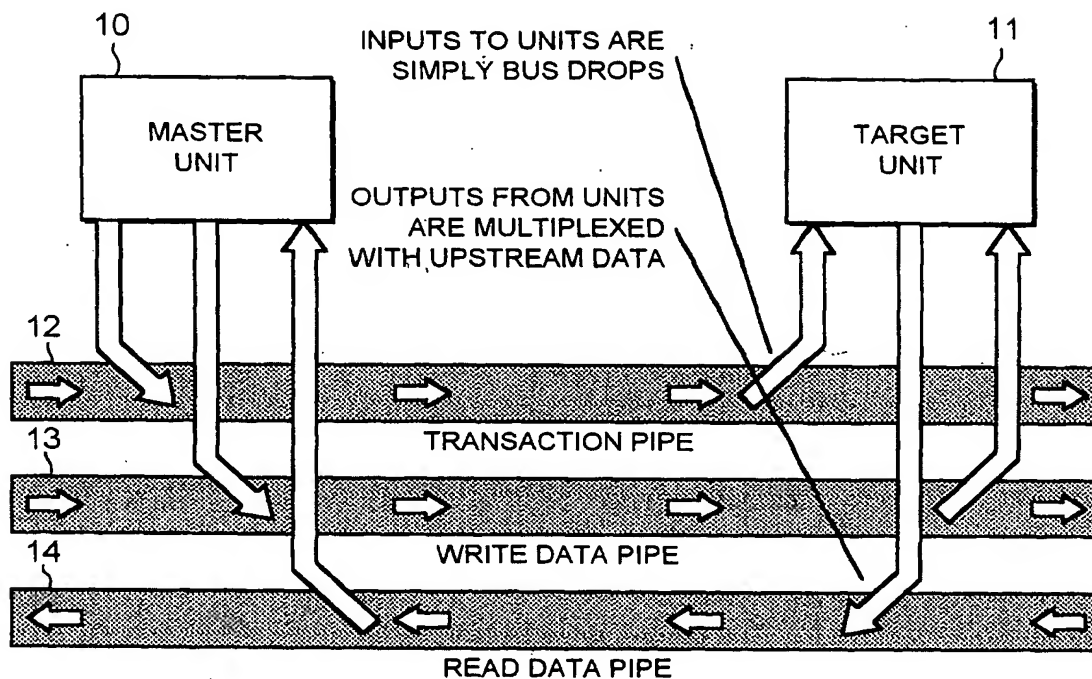 10
INPUTS TO UNITS ARE
SIMPLY BUS DROPS
11
MASTER
UNIT
TARGET
UNIT
OUTPUTS FROM UNITS
ARE MULTIPLEXED
WITH UPSTREAM DATA
12
TRANSACTION PIPE
13
WRITE DATA PIPE
14
READ DATA PIPE